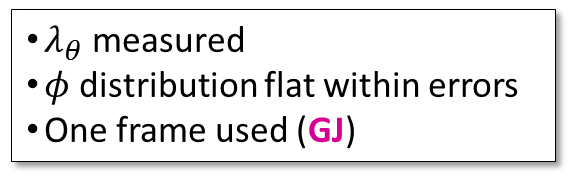 • λθ measured
• ϕ distribution flat within errors
• One frame used (GJ)